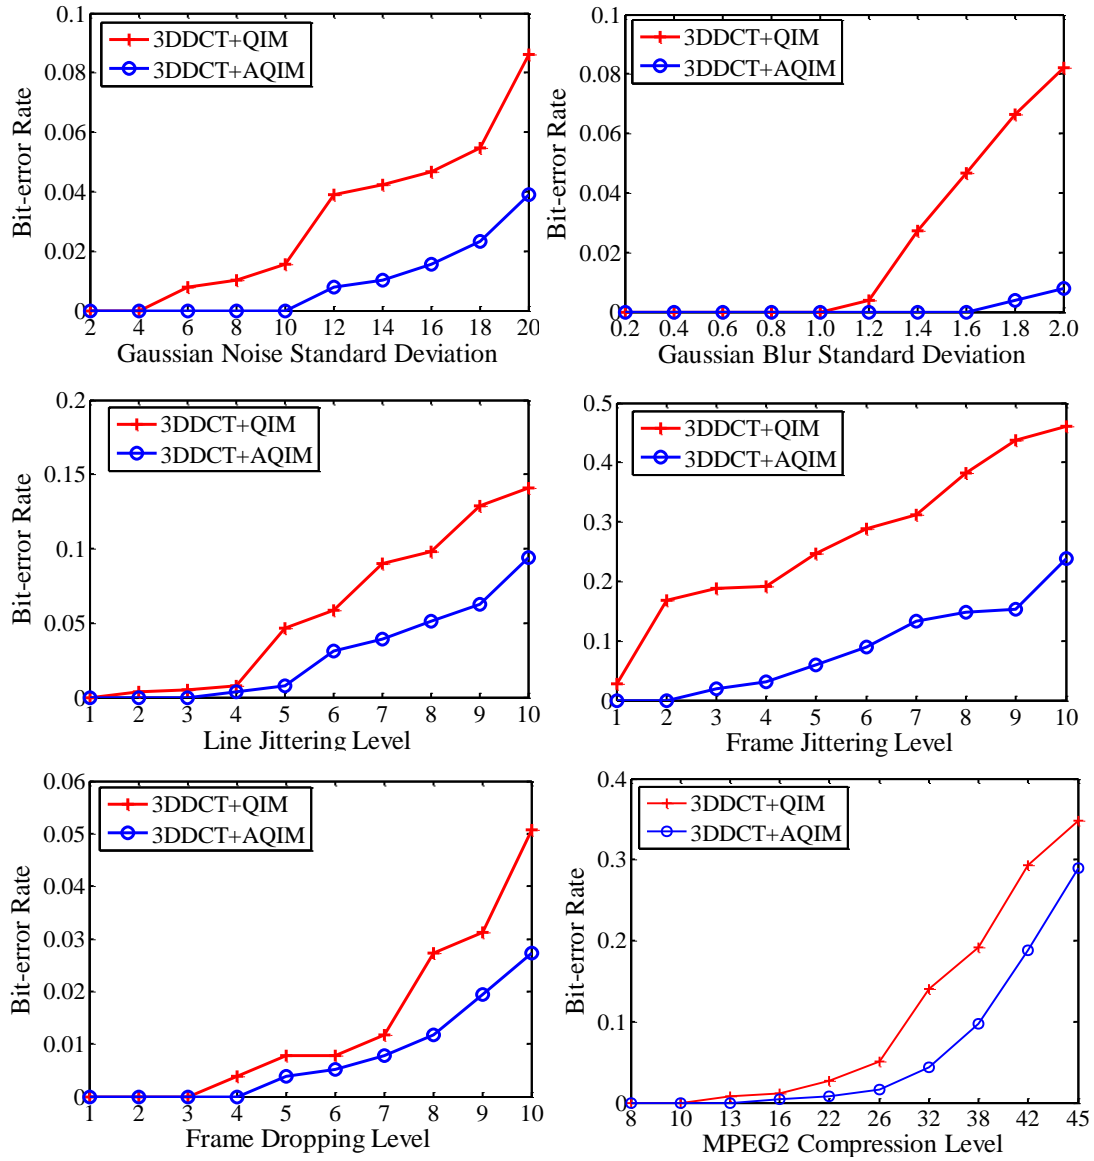 0.1
0.08
0.06
0.04
0.02
0
Bit-error Rate
3DDCT+QIM
3DDCT+AQIM
2 4 6 8 10 12 14 16 18 20
Gaussian Noise Standard Deviation
0.1
0.08
0.06
0.04
0.02
0
Bit-error Rate
3DDCT+QIM
3DDCT+AQIM
0.2 0.4 0.6 0.8 1.0 1.2 1.4 1.6 1.8 2.0
Gaussian Blur Standard Deviation
0.2
0.15
0.1
0.05
0
Bit-error Rate
3DDCT+QIM
3DDCT+AQIM
1 2 3 4 5 6 7 8 9 10
Line Jittering Level
0.5
0.4
0.3
0.2
0.1
0
Bit-error Rate
3DDCT+QIM
3DDCT+AQIM
1 2 3 4 5 6 7 8 9 10
Frame Jittering Level
0.06
0.05
0.04
0.03
0.02
0.01
0
Bit-error Rate
3DDCT+QIM
3DDCT+AQIM
1 2 3 4 5 6 7 8 9 10
Frame Dropping Level
0.4
0.3
0.2
0.1
0
Bit-error Rate
3DDCT+QIM
3DDCT+AQIM
8 10 13 16 22 26 32 38 42 45
MPEG2 Compression Level